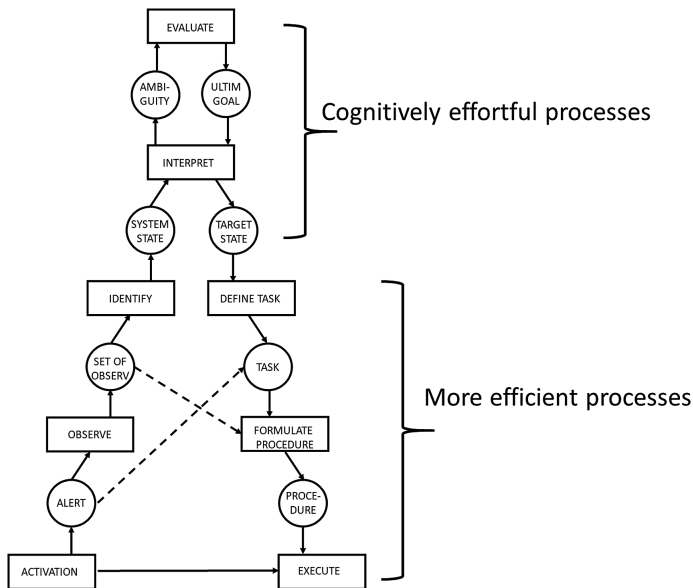 EVALUATE
AMBI-
GUITY
ULTIM
GOAL
Cognitively effortful processes
INTERPRET
SYSTEM
STATE
TARGET
STATE
IDENTIFY
DEFINE TASK
SET OF
OBSERV
TASK
More efficient processes
OBSERVE
FORMULATE
PROCEDURE
ALERT
PROCE-
DURE
ACTIVATION
EXECUTE